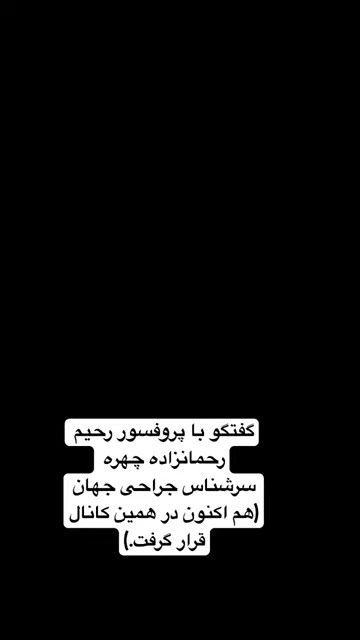 گفتگو با پروفسور رحیم
رحمانزاده چهره
سرشناس جراحی جهان
(هم اکنون در همین کانال
قرار گرفت.)